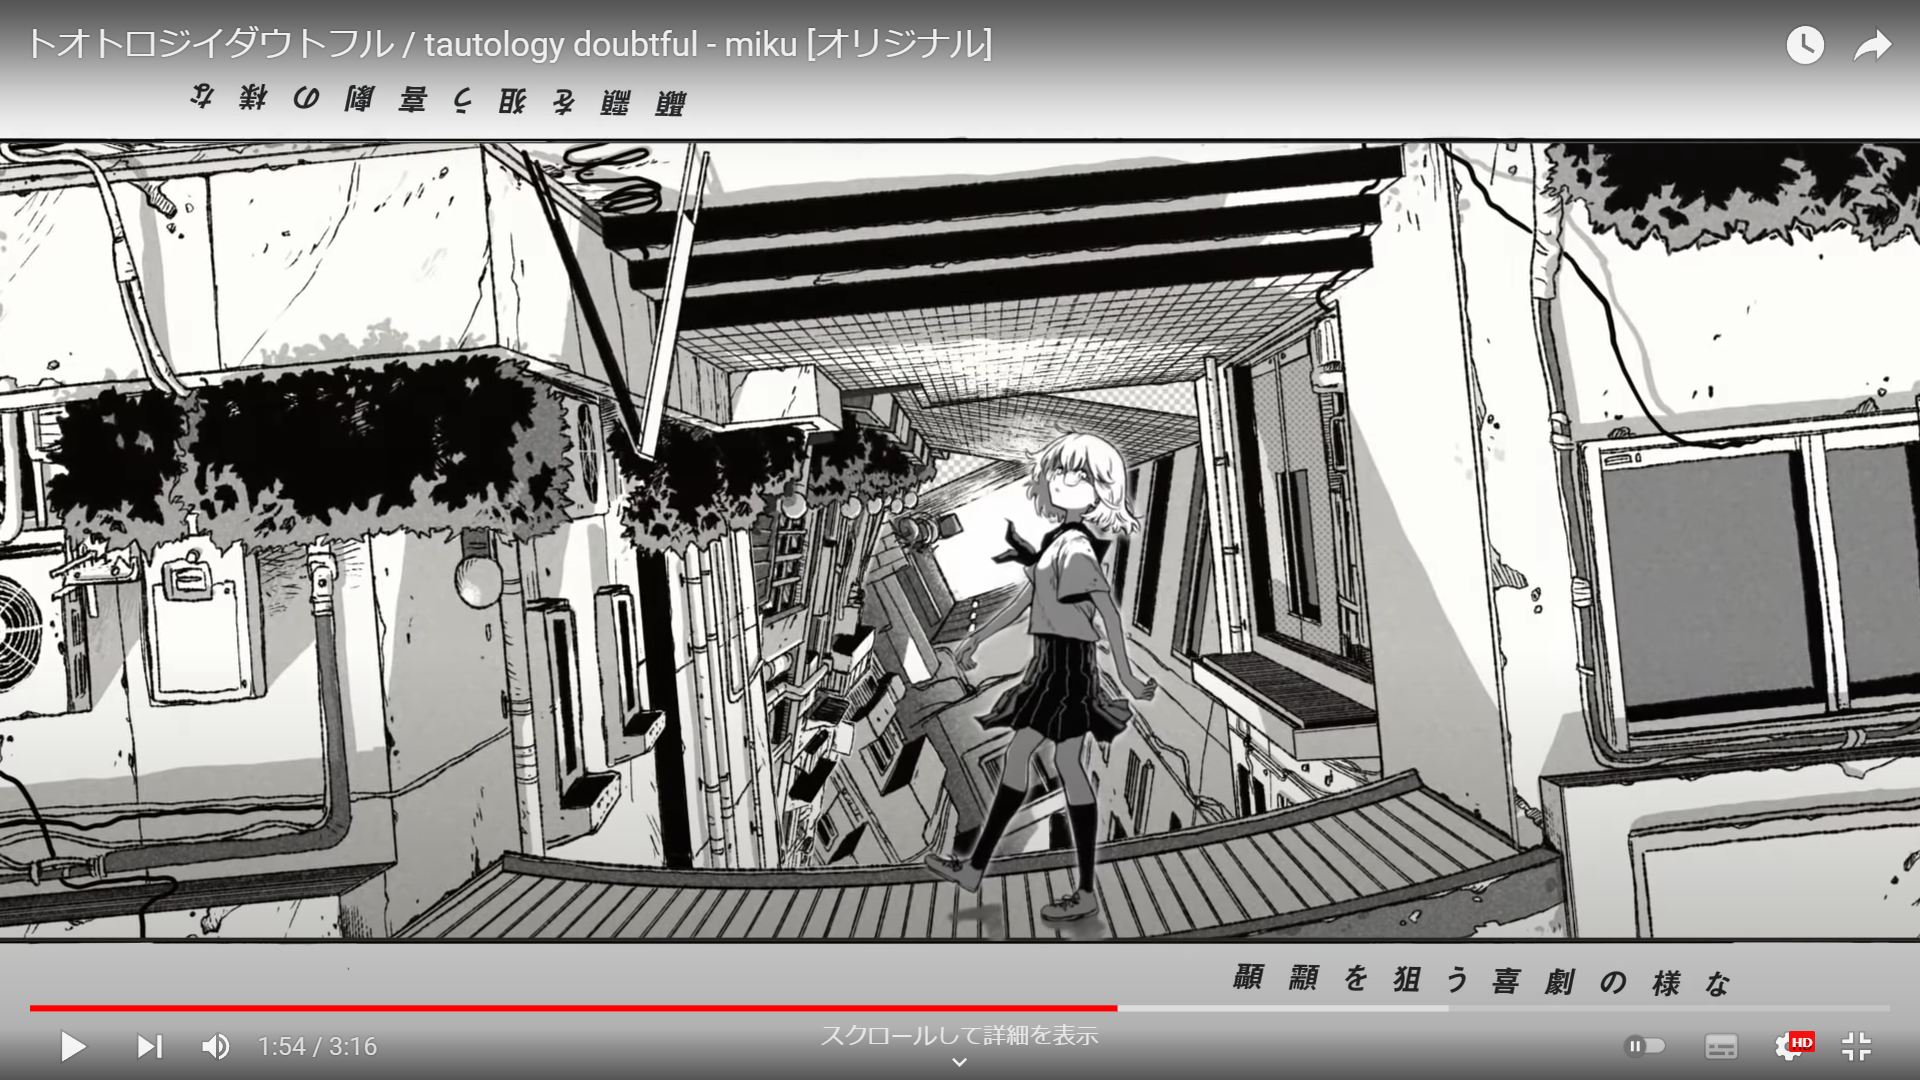 トオトロジイダウトフル / tautology doubtful - miku [オリジナル]
顳顬を狙う喜劇の様な
顳顬を狙う喜劇の様な
1:54 / 3:16
スクロールして詳細を表示
HD